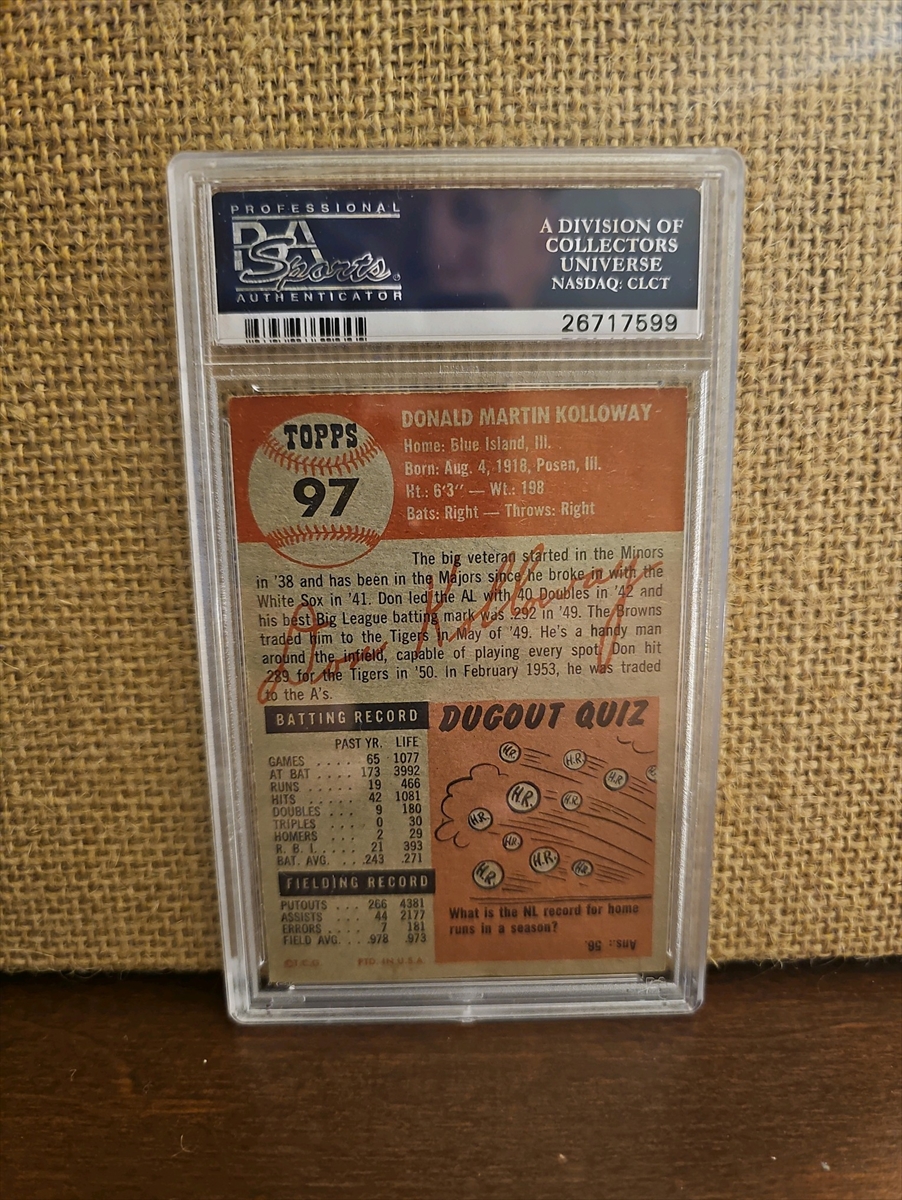 PROFESSIONAL
PSA
Sports
AUTHENTICATOR
A DIVISION OF
COLLECTORS
UNIVERSE
NASDAQ: CLCT
26717599
TOPPS
97
DONALD MARTIN KOLLOWAY
Home: Blue Island, Ill.
Born: Aug. 4, 1918, Posen, Ill.
Ht.: 6'3" — Wt.: 198
Bats: Right — Throws: Right
The big veteran started in the Minors
in '38 and has been in the Majors since he broke in with the
White Sox in '41. Don led the AL with 40 Doubles in '42 and
his best Big League batting mark was .292 in '49. The Browns
traded him to the Tigers in May of '49. He's a handy man
around the infield, capable of playing every spot. Don hit
.289 for the Tigers in '50. In February 1953, he was traded
to the A's.
Don Kolloway
BATTING RECORD
PAST YR. LIFE
GAMES ..... 65 1077
AT BAT .... 173 3992
RUNS ..... 19 466
HITS ..... 42 1081
DOUBLES .... 9 180
TRIPLES .... 0 30
HOMERS .... 2 29
R. B. I. .... 21 393
BAT. AVG. ... .243 .271
FIELDING RECORD
PUTOUTS ... 266 4381
ASSISTS .... 44 2177
ERRORS .... 7 181
FIELD AVG. .. .978 .973
©T.C.G. PTD. IN U.S.A.
DUGOUT QUIZ
H.R.
H.R.
H.R.
H.R.
H.R.
H.R.
H.R.
H.R.
H.R.
H.R.
What is the NL record for home
runs in a season?
Ans.: 56